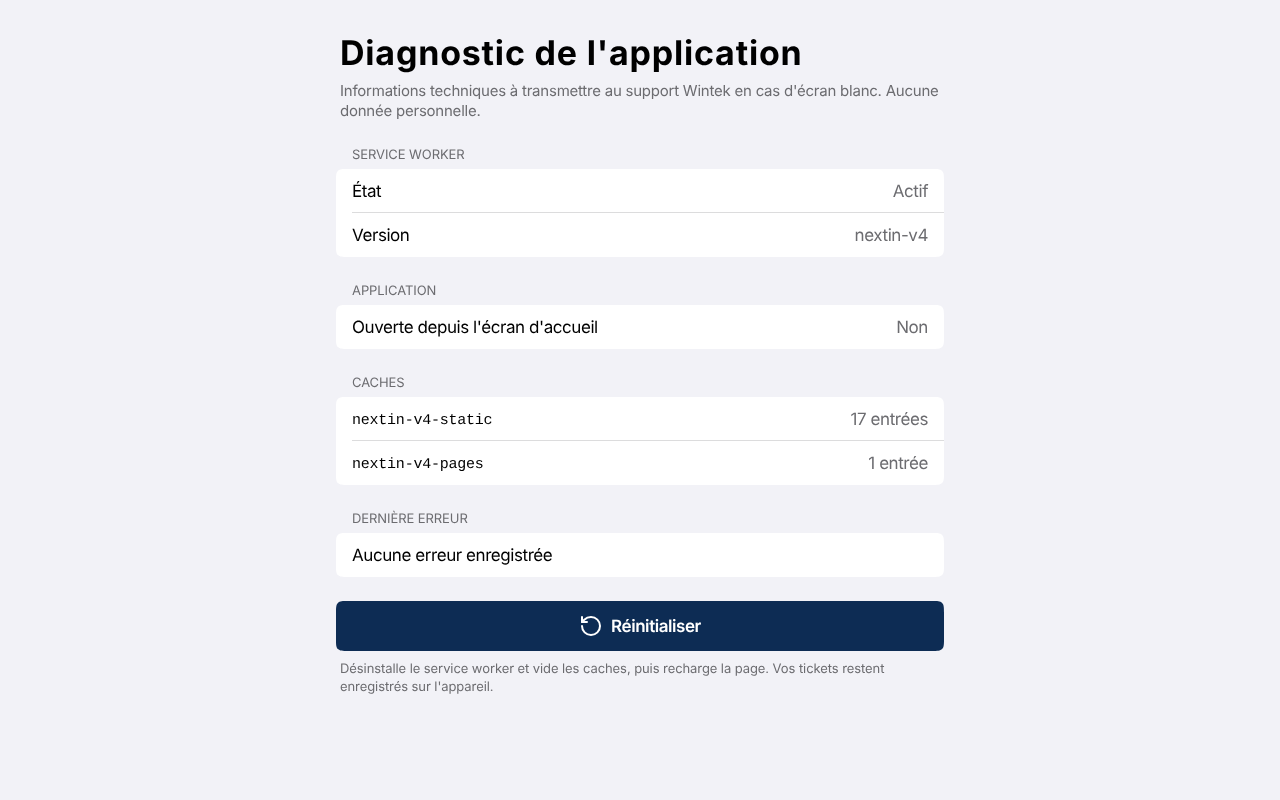 Diagnostic de l'application
Informations techniques à transmettre au support Wintek en cas d'écran blanc. Aucune
donnée personnelle.
SERVICE WORKER
État Actif
Version nextin-v4
APPLICATION
Ouverte depuis l'écran d'accueil Non
CACHES
nextin-v4-static 17 entrées
nextin-v4-pages 1 entrée
DERNIÈRE ERREUR
Aucune erreur enregistrée
Réinitialiser
Désinstalle le service worker et vide les caches, puis recharge la page. Vos tickets restent
enregistrés sur l'appareil.